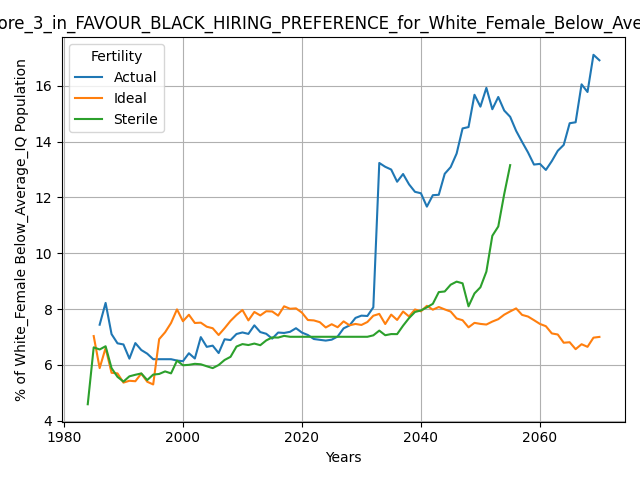 ore_3_in_FAVOUR_BLACK_HIRING_PREFERENCE_for_White_Female_Below_Ave
Fertility
Actual
Ideal
Sterile
% of White_Female Below_Average_IQ Population
16
14
12
10
8
6
4
1980 2000 2020 2040 2060
Years